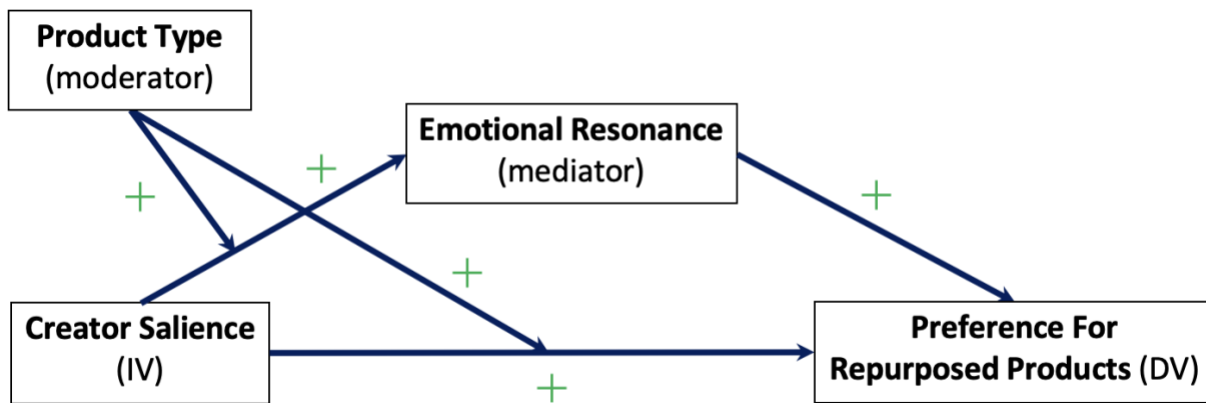 Product Type
(moderator)
Emotional Resonance
(mediator)
+
+
+
+
Creator Salience
(IV)
Preference For
Repurposed Products (DV)
+